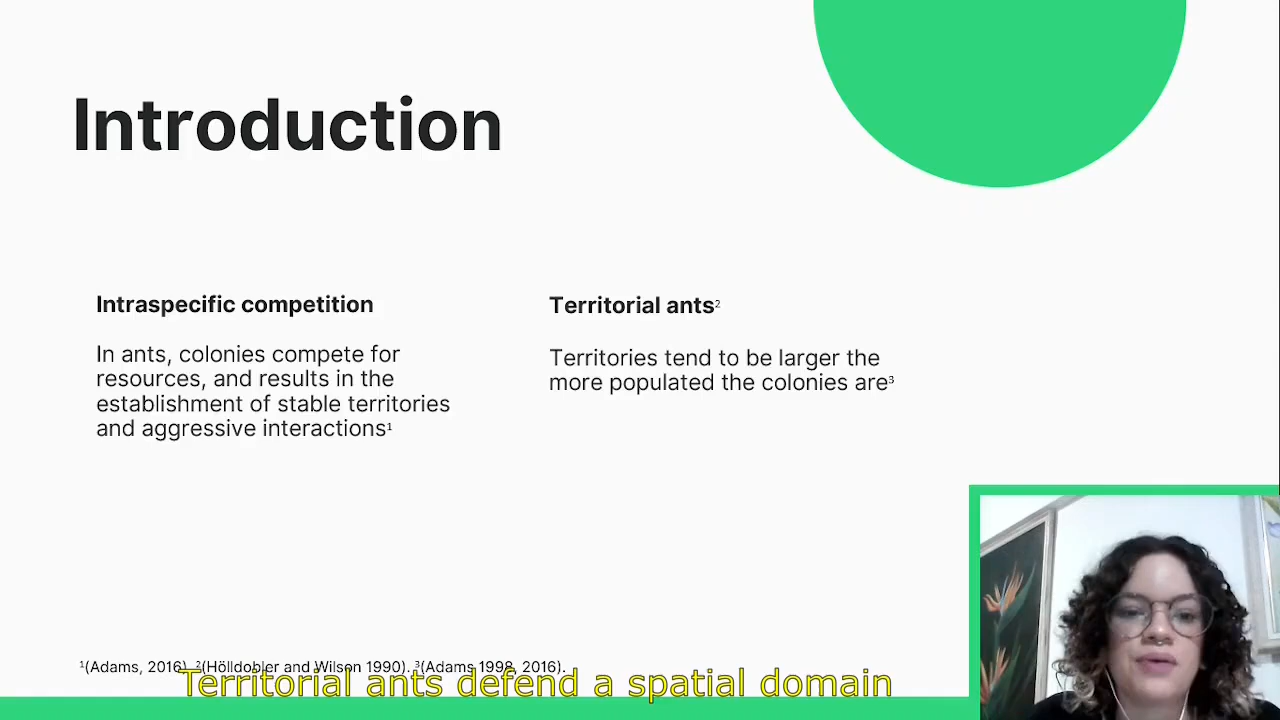 Introduction
Intraspecific competition
In ants, colonies compete for
resources, and results in the
establishment of stable territories
and aggressive interactions¹
Territorial ants²
Territories tend to be larger the
more populated the colonies are³
¹(Adams, 2016). ²(Hölldobler and Wilson 1990). ³(Adams 1998, 2016).
Territorial ants defend a spatial domain